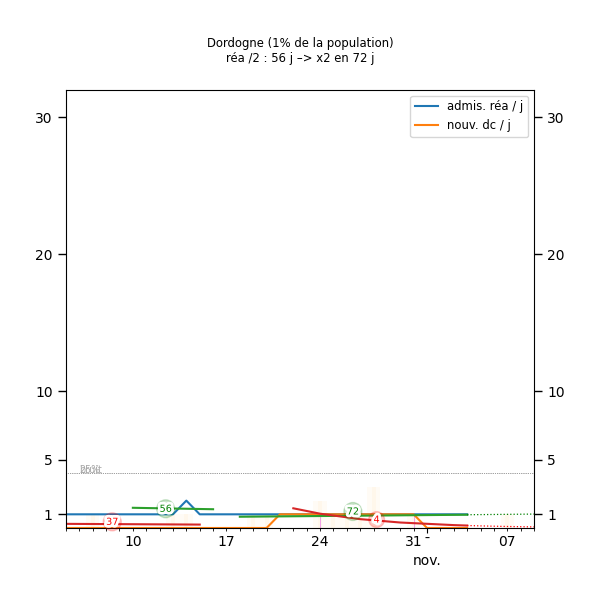 Dordogne (1% de la population)
réa /2 : 56 j –> x2 en 72 j
admis. réa / j
nouv. dc / j
30 30
20 20
10 10
5 5
56
72
37
4
1 1
10 17 24 31 - 07
nov.